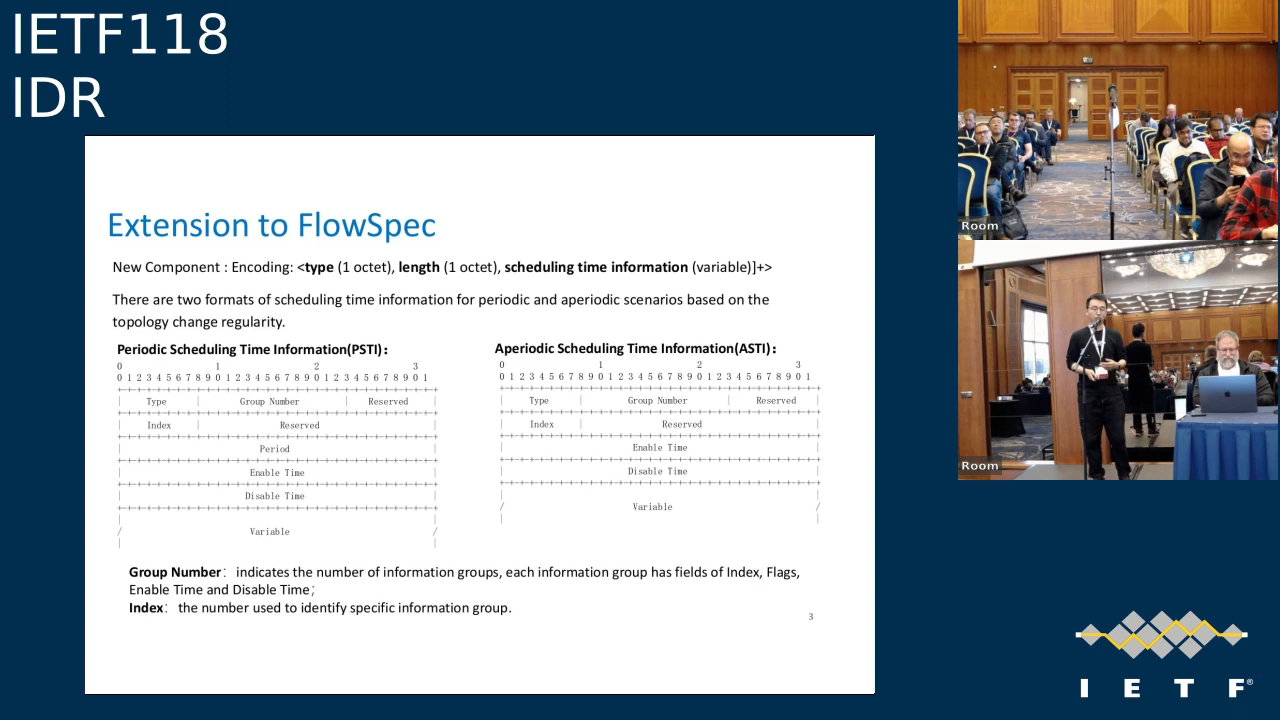 IETF118
IDR
Extension to FlowSpec
New Component : Encoding: <type (1 octet), length (1 octet), scheduling time information (variable)]+>
There are two formats of scheduling time information for periodic and aperiodic scenarios based on the
topology change regularity.
Periodic Scheduling Time Information(PSTI)：
0 1 2 3
0 1 2 3 4 5 6 7 8 9 0 1 2 3 4 5 6 7 8 9 0 1 2 3 4 5 6 7 8 9 0 1
Type | Group Number | Reserved
Index | Reserved
Period
Enable Time
Disable Time
Variable
Aperiodic Scheduling Time Information(ASTI)：
0 1 2 3
0 1 2 3 4 5 6 7 8 9 0 1 2 3 4 5 6 7 8 9 0 1 2 3 4 5 6 7 8 9 0 1
Type | Group Number | Reserved
Index | Reserved
Enable Time
Disable Time
Variable
Group Number：indicates the number of information groups, each information group has fields of Index, Flags,
Enable Time and Disable Time；
Index：the number used to identify specific information group.
3
Room
Room
I E T F®